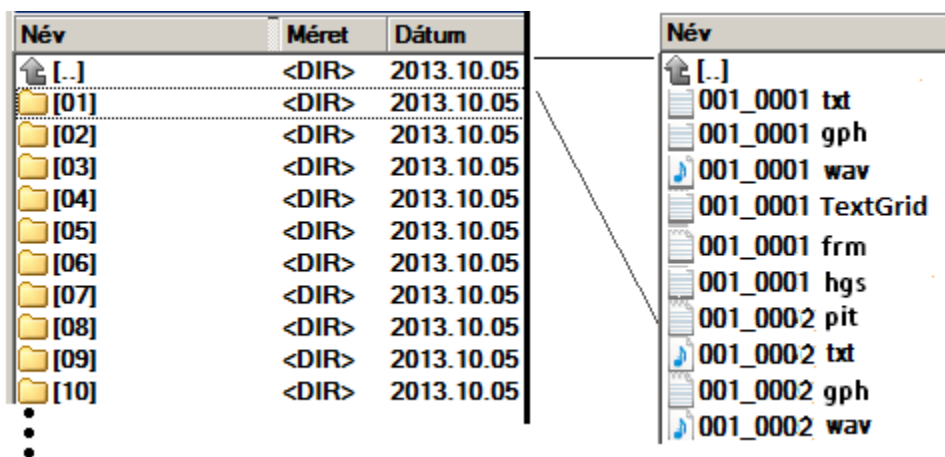 Név Méret Dátum
[..] <DIR> 2013.10.05
[01] <DIR> 2013.10.05
[02] <DIR> 2013.10.05
[03] <DIR> 2013.10.05
[04] <DIR> 2013.10.05
[05] <DIR> 2013.10.05
[06] <DIR> 2013.10.05
[07] <DIR> 2013.10.05
[08] <DIR> 2013.10.05
[09] <DIR> 2013.10.05
[10] <DIR> 2013.10.05
Név
[..]
001_0001 txt
001_0001 gph
001_0001 wav
001_0001 TextGrid
001_0001 frm
001_0001 hgs
001_0002 pit
001_0002 txt
001_0002 gph
001_0002 wav